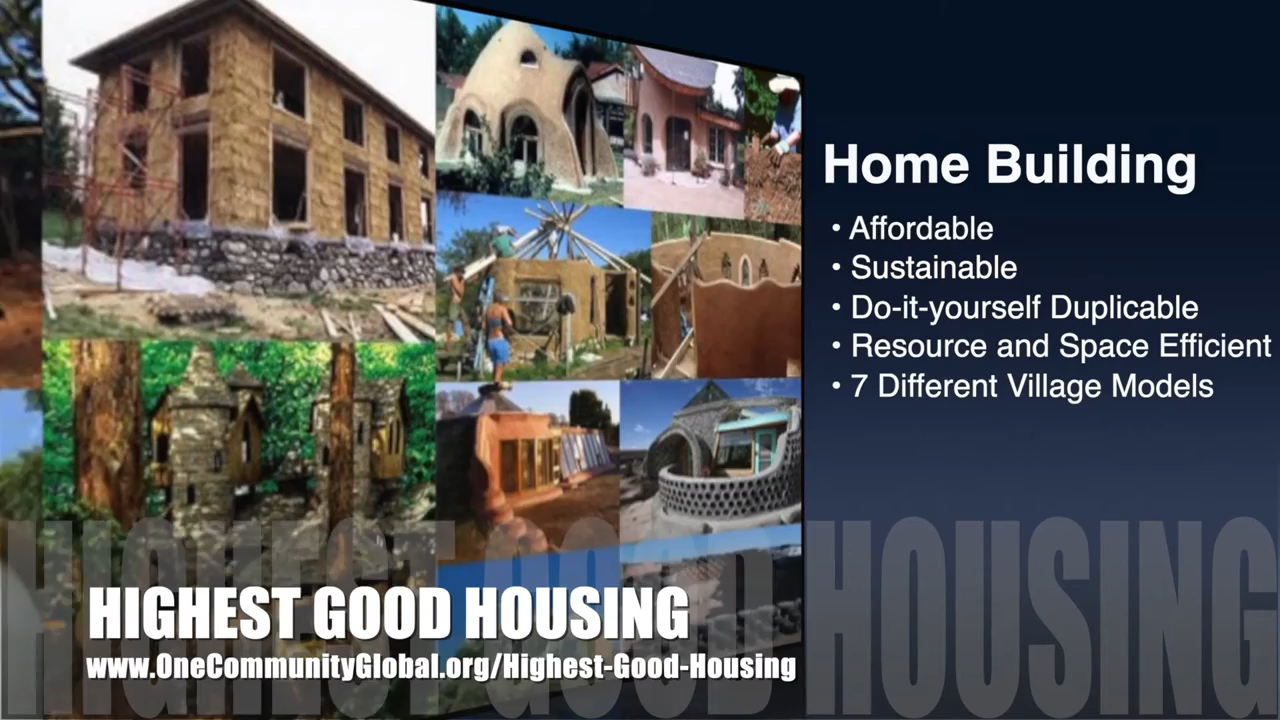 Home Building
• Affordable
• Sustainable
• Do-it-yourself Duplicable
• Resource and Space Efficient
• 7 Different Village Models
HIGHEST GOOD HOUSING
HIGHEST GOOD HOUSING
www.OneCommunityGlobal.org/Highest-Good-Housing